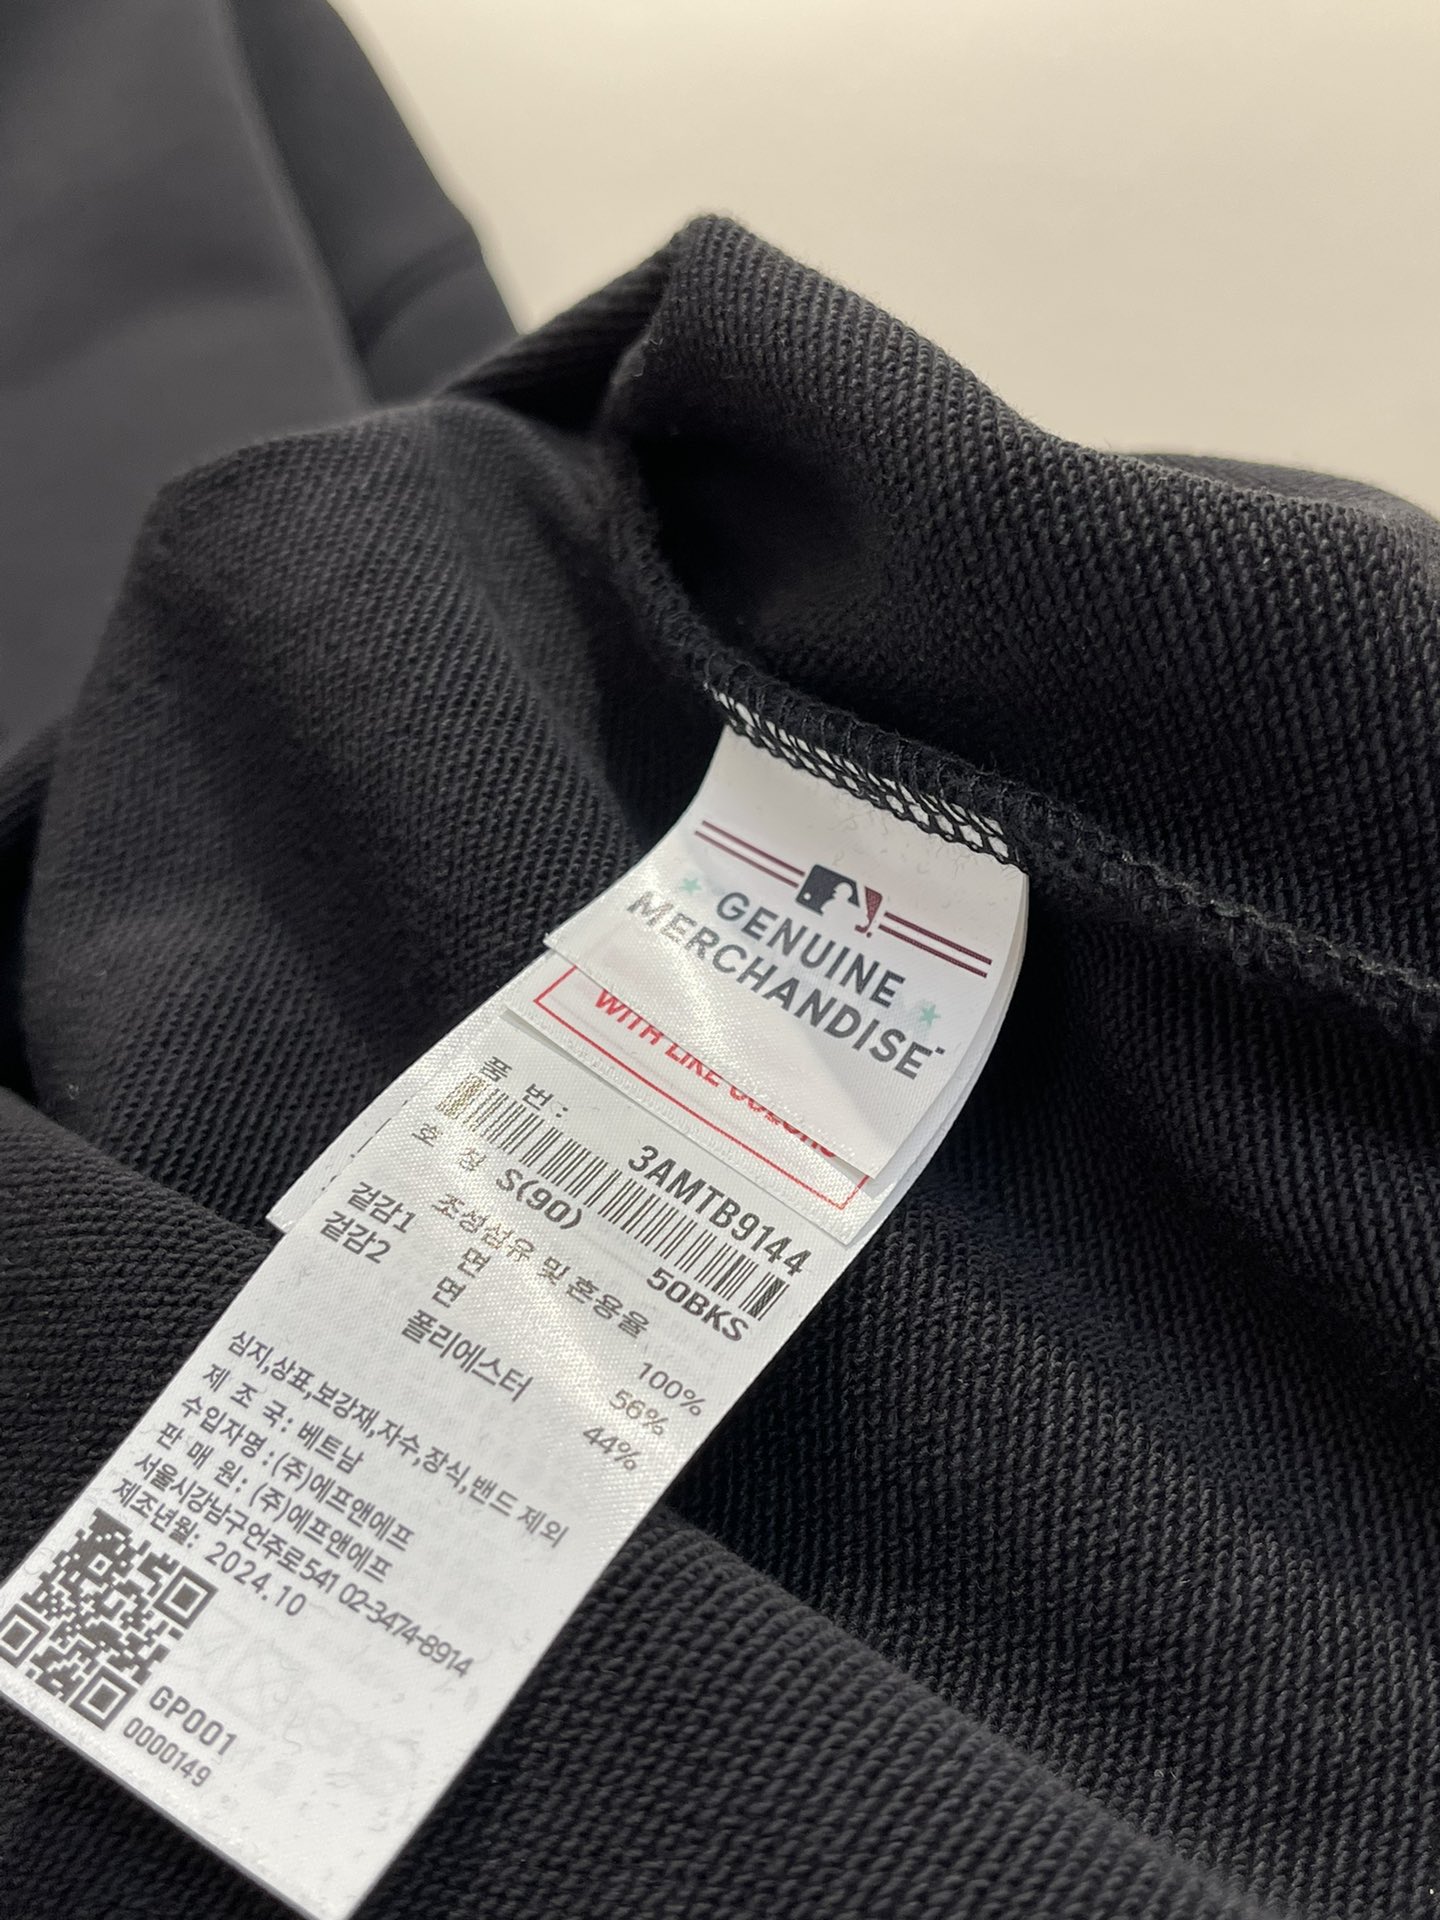 GENUINE
MERCHANDISE
WITH LIKE COLORS
품 번 :
3AMTB9144
호 칭 S(90) 50BKS
조성섬유 및 혼용율
겉감1 면 100%
겉감2 면 56%
폴리에스터 44%
심지,상표,보강재,자수,장식,밴드 제외
제 조 국: 베트남
수입자명 :(주)에프앤에프
판 매 원: (주)에프앤에프
서울시강남구언주로541 02-3474-8914
제조년월: 2024.10
GP001
0000149